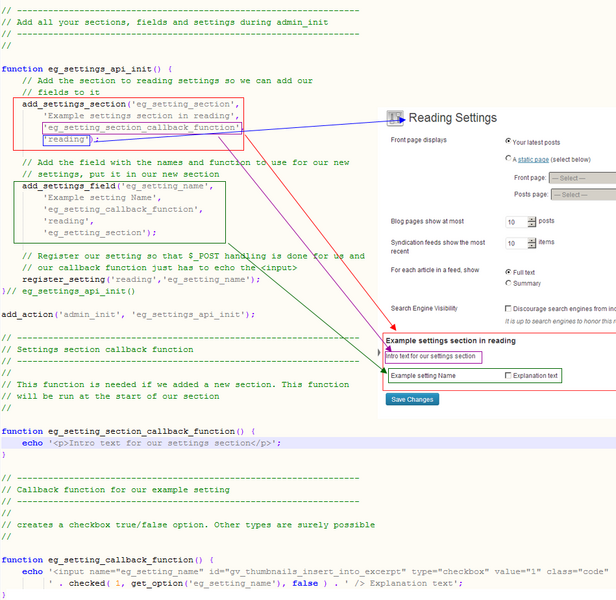 // ------------------------------------------------------------------
// Add all your sections, fields and settings during admin_init
// ------------------------------------------------------------------
//
function eg_settings_api_init() {
// Add the section to reading settings so we can add our
// fields to it
add_settings_section('eg_setting_section',
'Example settings section in reading',
'eg_setting_section_callback_function',
'reading');
// Add the field with the names and function to use for our new
// settings, put it in our new section
add_settings_field('eg_setting_name',
'Example setting Name',
'eg_setting_callback_function',
'reading',
'eg_setting_section');
// Register our setting so that $_POST handling is done for us and
// our callback function just has to echo the <input>
register_setting('reading','eg_setting_name');
}// eg_settings_api_init()
add_action('admin_init', 'eg_settings_api_init');
// ------------------------------------------------------------------
// Settings section callback function
// ------------------------------------------------------------------
//
// This function is needed if we added a new section. This function
// will be run at the start of our section
//
function eg_setting_section_callback_function() {
echo '<p>Intro text for our settings section</p>';
}
// ------------------------------------------------------------------
// Callback function for our example setting
// ------------------------------------------------------------------
//
// creates a checkbox true/false option. Other types are surely possible
//
function eg_setting_callback_function() {
echo '<input name="eg_setting_name" id="gv_thumbnails_insert_into_excerpt" type="checkbox" value="1" class="code"
' . checked( 1, get_option('eg_setting_name'), false ) . ' /> Explanation text';
}
Reading Settings
Front page displays
Your latest posts
A static page (select below)
Front page: — Select —
Posts page: — Select —
Blog pages show at most 10 posts
Syndication feeds show the most
recent
10 items
For each article in a feed, show
Full text
Summary
Search Engine Visibility
Discourage search engines from
It is up to search engines to honor this
Example settings section in reading
Intro text for our settings section
Example setting Name
Explanation text
Save Changes